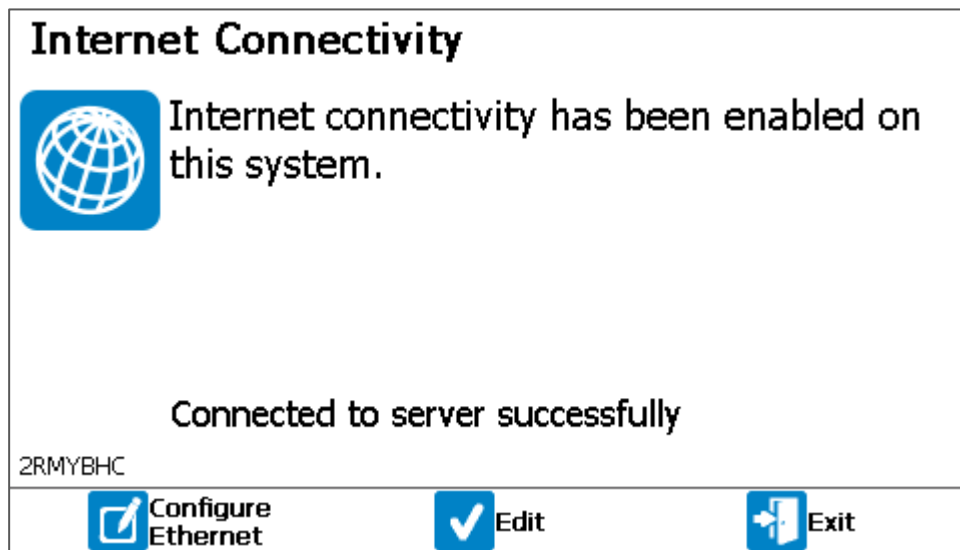 Internet Connectivity
Internet connectivity has been enabled on
this system.
Connected to server successfully
2RMYBHC
Configure
Ethernet
Edit
Exit